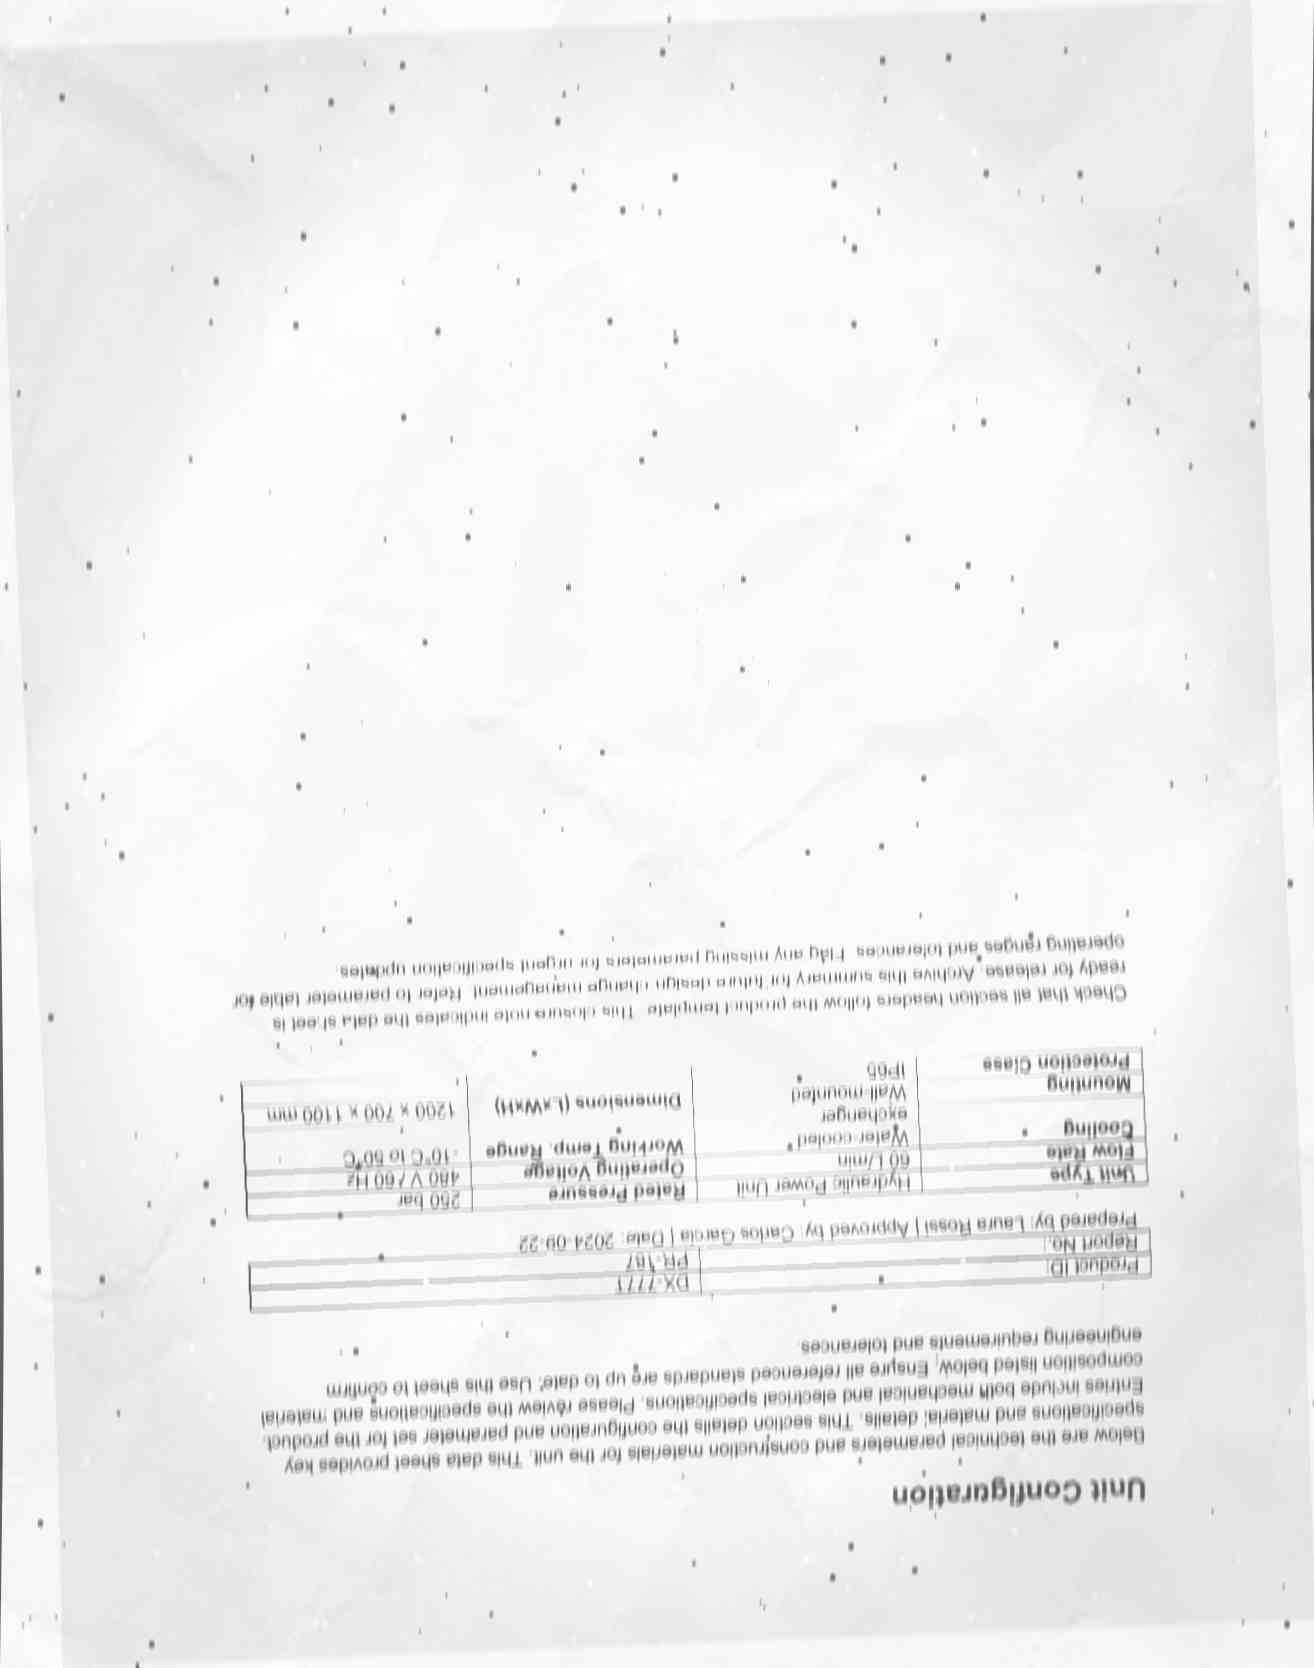 Unit Configuration
Below are the technical parameters and construction materials for the unit. This data sheet provides key
specifications and material details. This section details the configuration and parameter set for the product.
Entries include both mechanical and electrical specifications. Please review the specifications and material
composition listed below. Ensure all referenced standards are up to date. Use this sheet to confirm
engineering requirements and tolerances.
Product ID: DX-7771
Report No.: PR-167
Prepared by: Laura Rossi | Approved by: Carlos Garcia | Date: 2024-09-22
Unit Type Hydraulic Power Unit Rated Pressure 250 bar
Flow Rate 60 L/min Operating Voltage 480 V / 60 Hz
Cooling Water-cooled Working Temp. Range -10°C to 50°C
exchanger
Mounting Wall-mounted Dimensions (LxWxH) 1200 x 700 x 1100 mm
Protection Class IP65
Check that all section headers follow the product template. This closure note indicates the data sheet is
ready for release. Archive this summary for future design change management. Refer to parameter table for
operating ranges and tolerances. Flag any missing parameters for urgent specification updates.